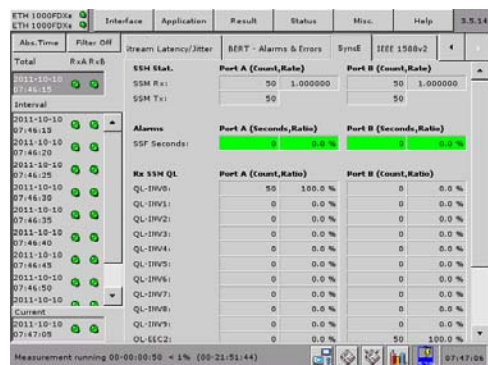 ETH 1000FDXe
ETH 1000FDXe
Interface Application Result Status Misc. Help 3.5.14
Abs.Time Filter Off
itream Latency/Jitter BERT - Alarms & Errors SyncE IEEE 1588v2
Total RxA RxB
2011-10-10
07:46:15
Interval
2011-10-10
07:46:15
2011-10-10
07:46:20
2011-10-10
07:46:25
2011-10-10
07:46:30
2011-10-10
07:46:35
2011-10-10
07:46:40
2011-10-10
07:46:45
2011-10-10
07:46:50
2011-10-10
Current
2011-10-10
07:47:05
SSM Stat. Port A (Count,Rate) Port B (Count,Rate)
SSM Rx: 50 1.000000 50 1.000000
SSM Tx: 50 50
Alarms Port A (Seconds,Ratio) Port B (Seconds,Ratio)
SSF Seconds: 0 0.0 % 0 0.0 %
Rx SSM QL Port A (Count,Ratio) Port B (Count,Ratio)
QL-INV0: 50 100.0 % 0 0.0 %
QL-INV1: 0 0.0 % 0 0.0 %
QL-INV2: 0 0.0 % 0 0.0 %
QL-INV3: 0 0.0 % 0 0.0 %
QL-INV4: 0 0.0 % 0 0.0 %
QL-INV5: 0 0.0 % 0 0.0 %
QL-INV6: 0 0.0 % 0 0.0 %
QL-INV7: 0 0.0 % 0 0.0 %
QL-INV8: 0 0.0 % 0 0.0 %
QL-INV9: 0 0.0 % 0 0.0 %
QL-EEC2: 0 0.0 % 50 100.0 %
Measurement running 00-00:00:50 < 1% (00-21:51:44) 07:47:06